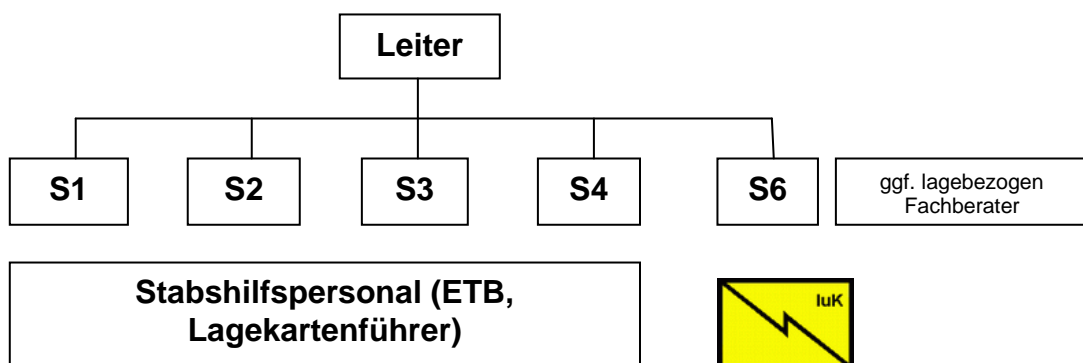 Leiter
S1
S2
S3
S4
S6
ggf. lagebezogen
Fachberater
Stabshilfspersonal (ETB,
Lagekartenführer)
IuK